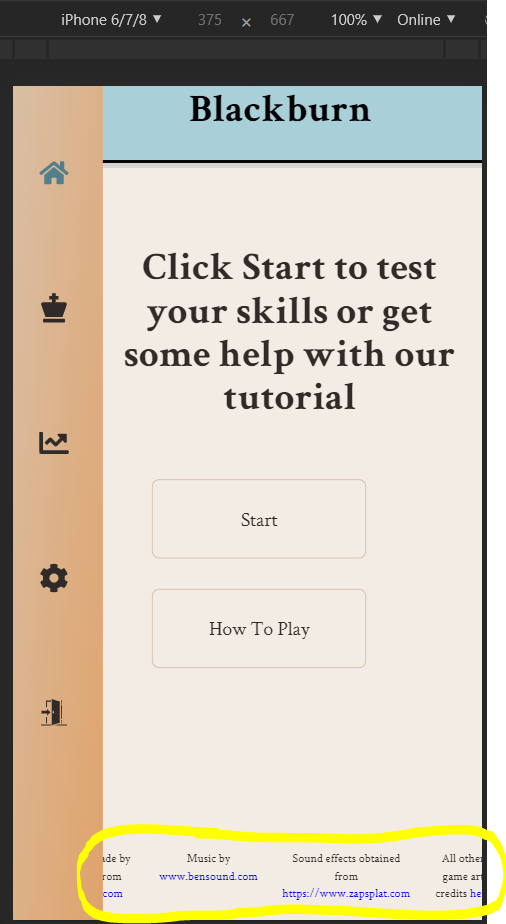 iPhone 6/7/8 ▼ 375 × 667 100% ▼ Online ▼
Blackburn
Click Start to test
your skills or get
some help with our
tutorial
Start
How To Play
ade by
rom
com
Music by
www.bensound.com
Sound effects obtained
from
https://www.zapsplat.com
All other
game art
credits he